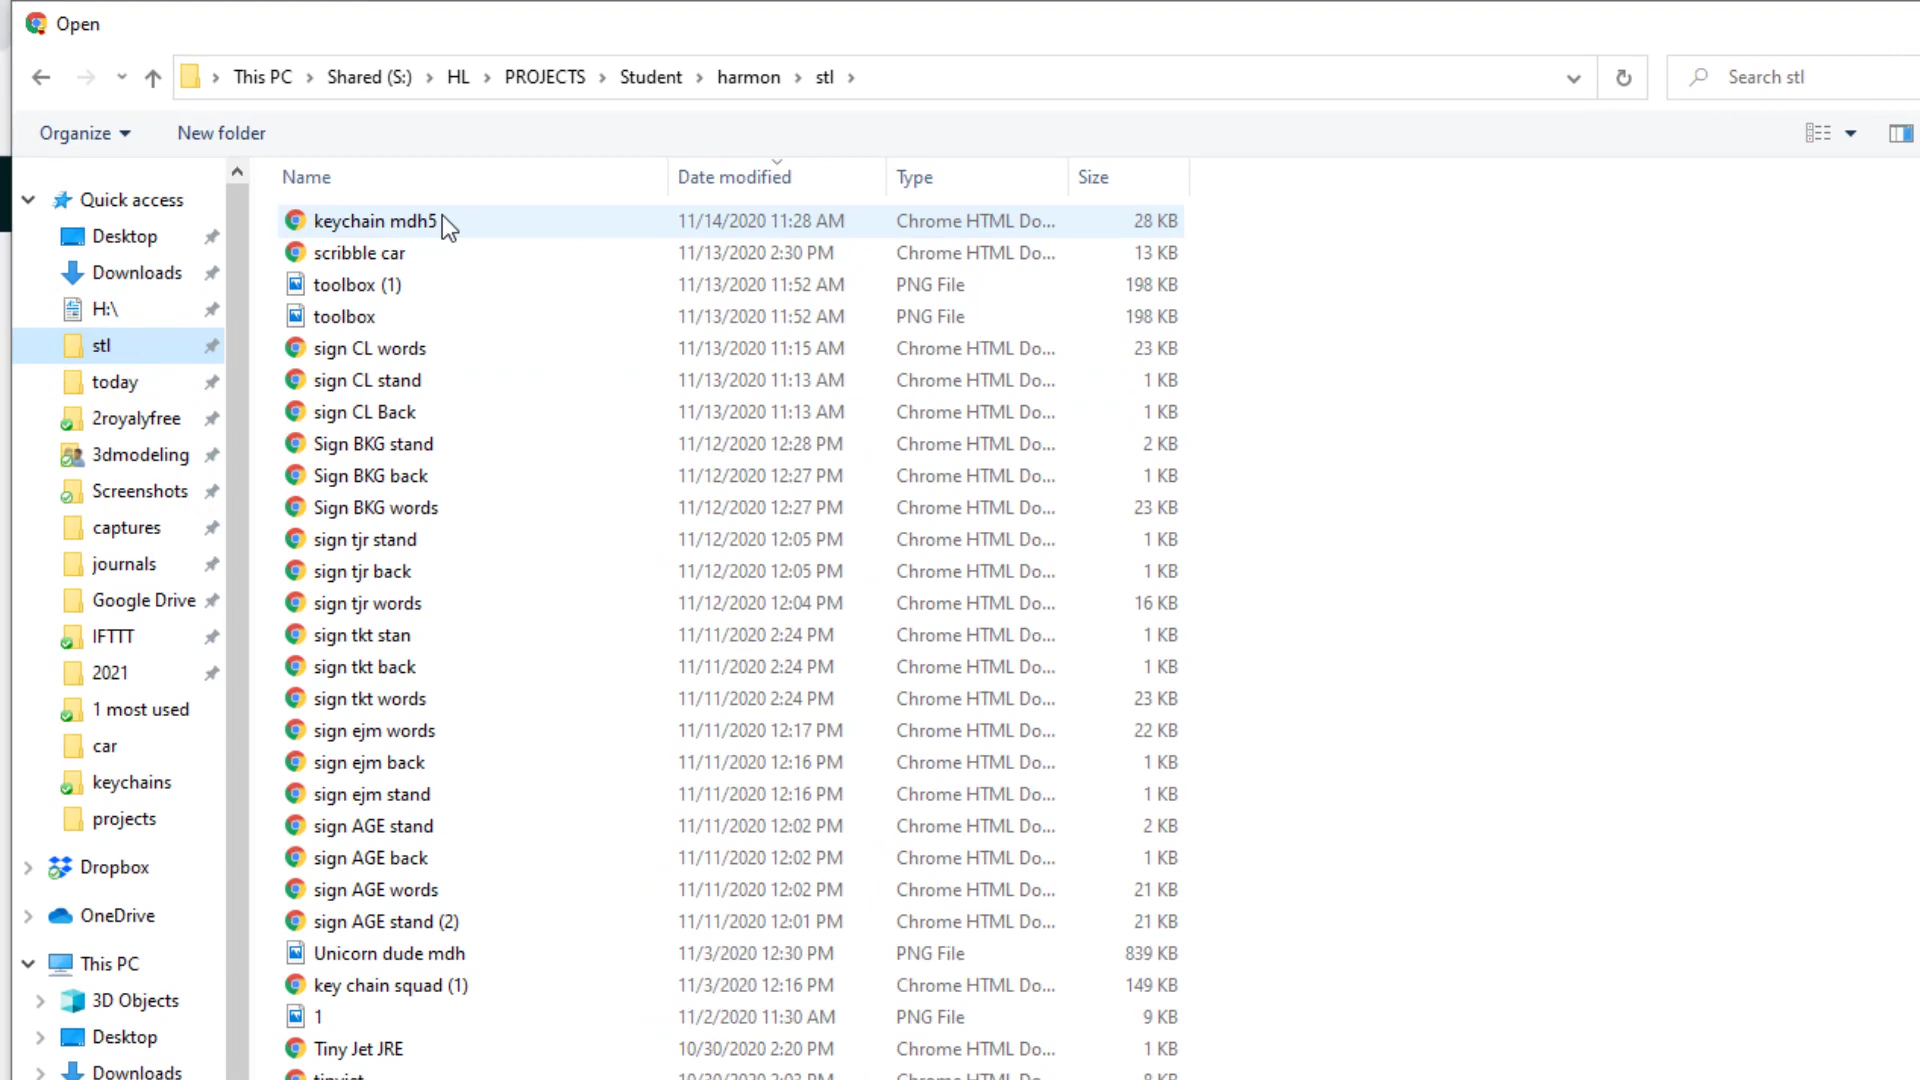 Open
This PC > Shared (S:) > HL > PROJECTS > Student > harmon > stl >
Search stl
Organize
New folder
Quick access
Desktop
Downloads
H:\
stl
today
2royalyfree
3dmodeling
Screenshots
captures
journals
Google Drive
IFTTT
2021
1 most used
car
keychains
projects
Dropbox
OneDrive
This PC
3D Objects
Desktop
Downloads
Name Date modified Type Size
keychain mdh5 11/14/2020 11:28 AM Chrome HTML Do... 28 KB
scribble car 11/13/2020 2:30 PM Chrome HTML Do... 13 KB
toolbox (1) 11/13/2020 11:52 AM PNG File 198 KB
toolbox 11/13/2020 11:52 AM PNG File 198 KB
sign CL words 11/13/2020 11:15 AM Chrome HTML Do... 23 KB
sign CL stand 11/13/2020 11:13 AM Chrome HTML Do... 1 KB
sign CL Back 11/13/2020 11:13 AM Chrome HTML Do... 1 KB
Sign BKG stand 11/12/2020 12:28 PM Chrome HTML Do... 2 KB
Sign BKG back 11/12/2020 12:27 PM Chrome HTML Do... 1 KB
Sign BKG words 11/12/2020 12:27 PM Chrome HTML Do... 23 KB
sign tjr stand 11/12/2020 12:05 PM Chrome HTML Do... 1 KB
sign tjr back 11/12/2020 12:05 PM Chrome HTML Do... 1 KB
sign tjr words 11/12/2020 12:04 PM Chrome HTML Do... 16 KB
sign tkt stan 11/11/2020 2:24 PM Chrome HTML Do... 1 KB
sign tkt back 11/11/2020 2:24 PM Chrome HTML Do... 1 KB
sign tkt words 11/11/2020 2:24 PM Chrome HTML Do... 23 KB
sign ejm words 11/11/2020 12:17 PM Chrome HTML Do... 22 KB
sign ejm back 11/11/2020 12:16 PM Chrome HTML Do... 1 KB
sign ejm stand 11/11/2020 12:16 PM Chrome HTML Do... 1 KB
sign AGE stand 11/11/2020 12:02 PM Chrome HTML Do... 2 KB
sign AGE back 11/11/2020 12:02 PM Chrome HTML Do... 1 KB
sign AGE words 11/11/2020 12:02 PM Chrome HTML Do... 21 KB
sign AGE stand (2) 11/11/2020 12:01 PM Chrome HTML Do... 21 KB
Unicorn dude mdh 11/3/2020 12:30 PM PNG File 839 KB
key chain squad (1) 11/3/2020 12:16 PM Chrome HTML Do... 149 KB
1 11/2/2020 11:30 AM PNG File 9 KB
Tiny Jet JRE 10/30/2020 2:20 PM Chrome HTML Do... 1 KB